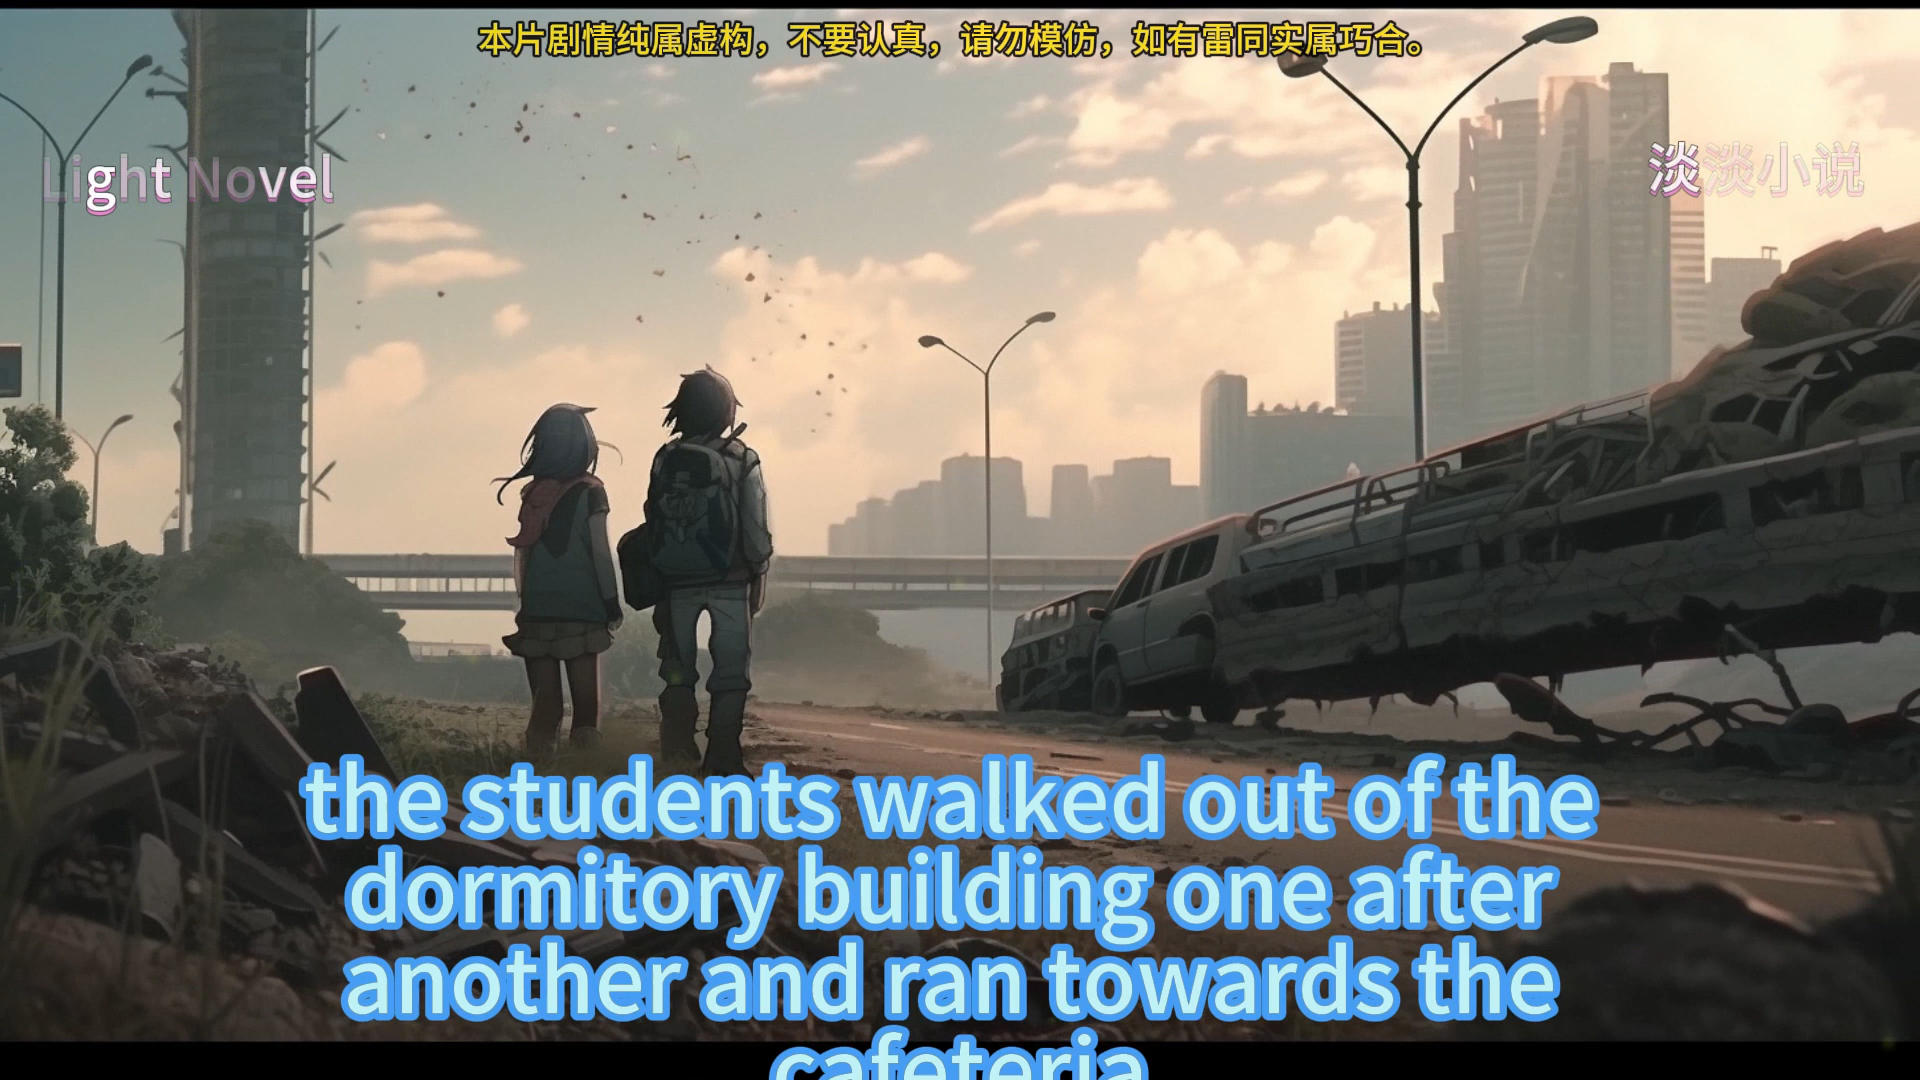 本片剧情纯属虚构，不要认真，请勿模仿，如有雷同实属巧合。
Light Novel
淡淡小说
the students walked out of the
dormitory building one after
another and ran towards the
cafeteria